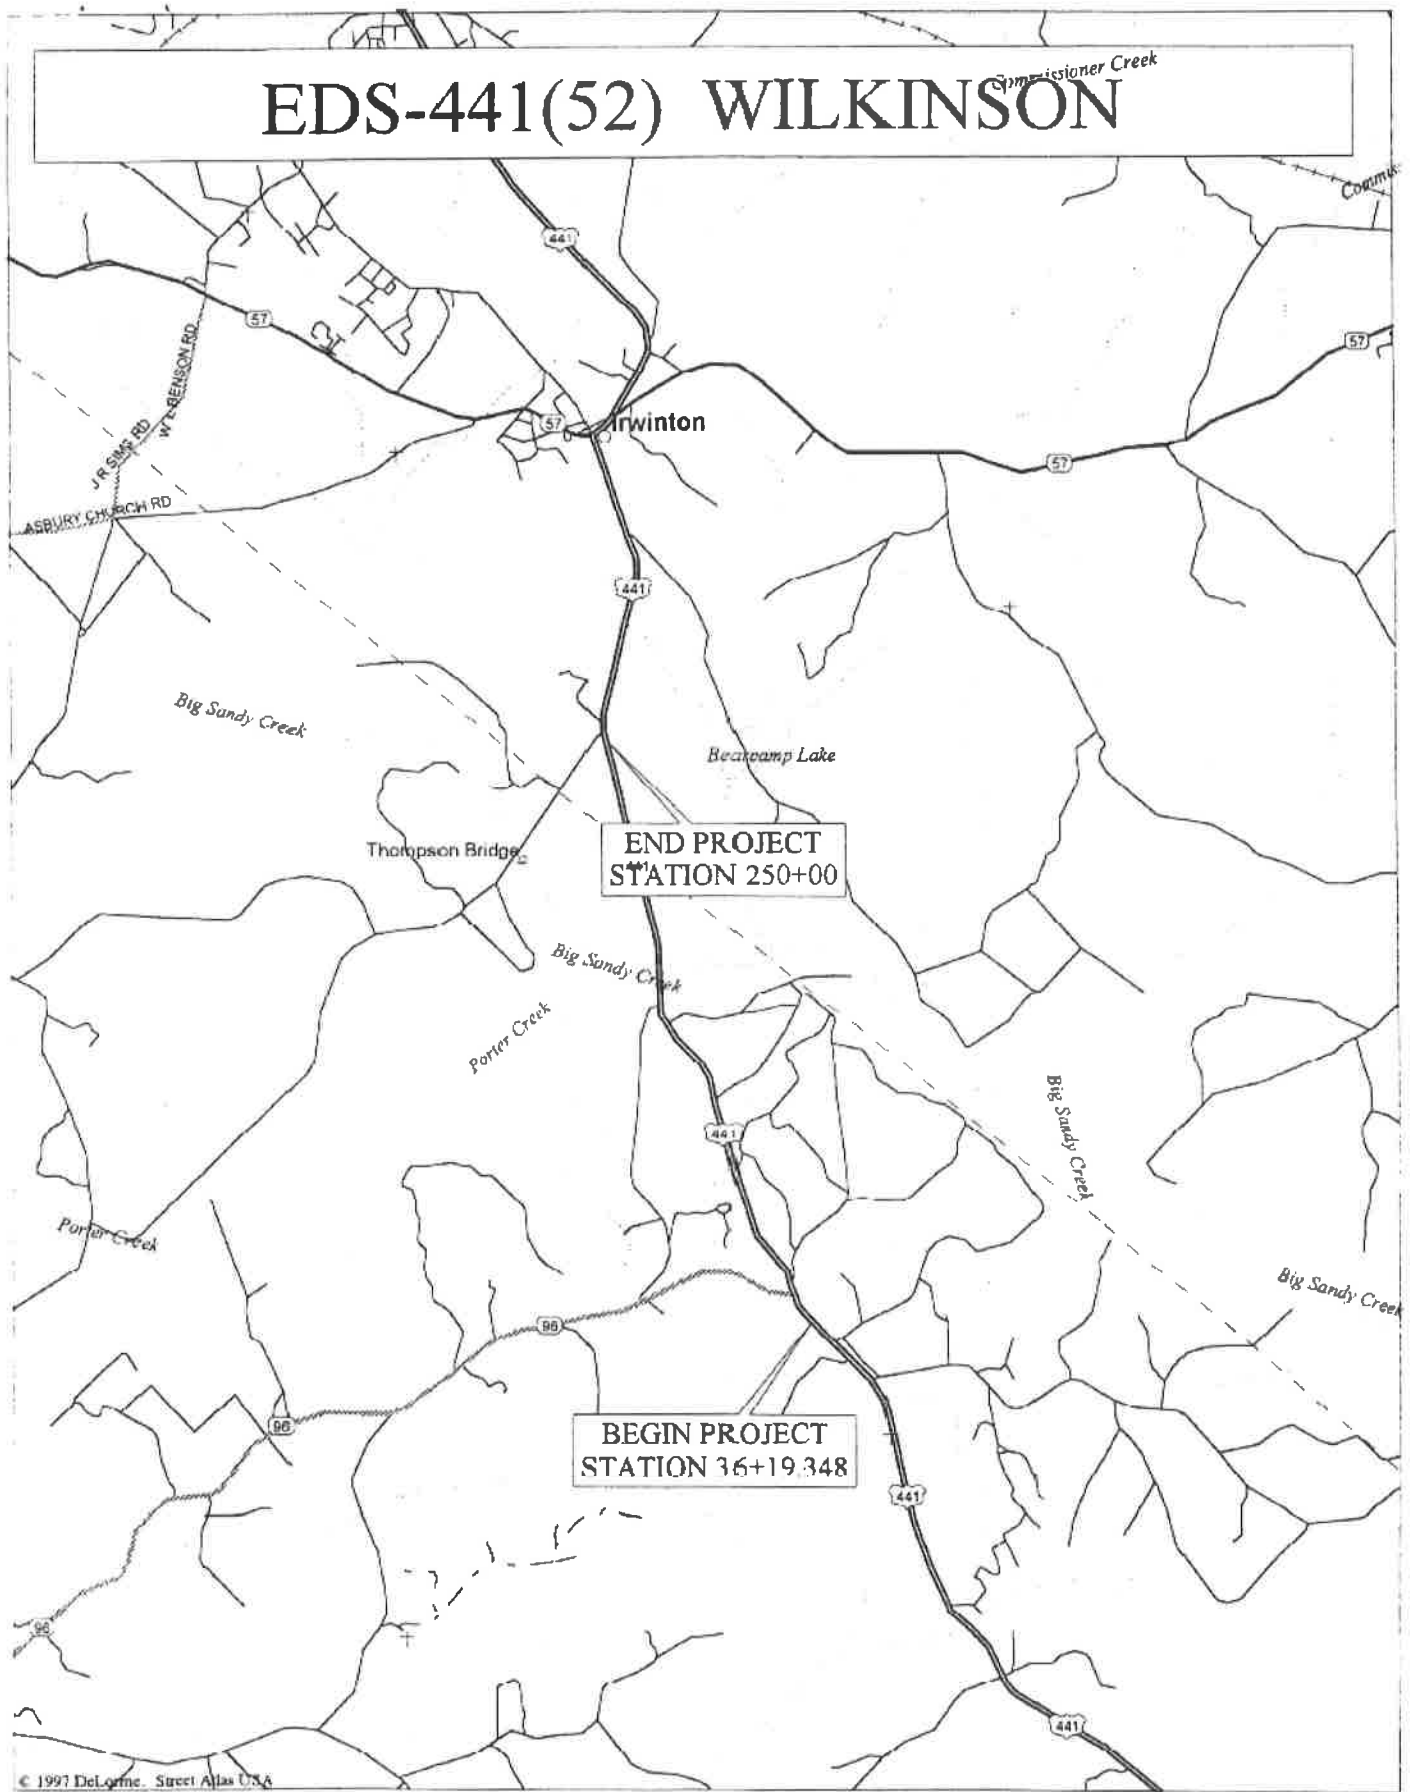 Commissioner Creek
EDS-441(52) WILKINSON
441
57
57
W L BENSON RD
57
Irwinton
J R SIMS RD
57
ASBURY CHURCH RD
441
Big Sandy Creek
Bearcamp Lake
END PROJECT
STATION 250+00
Thompson Bridge
Big Sandy Creek
Porter Creek
Big Sandy Creek
441
Porter Creek
Big Sandy Creek
96
BEGIN PROJECT
STATION 36+19.348
96
441
96
441
© 1997 DeLorme. Street Atlas USA